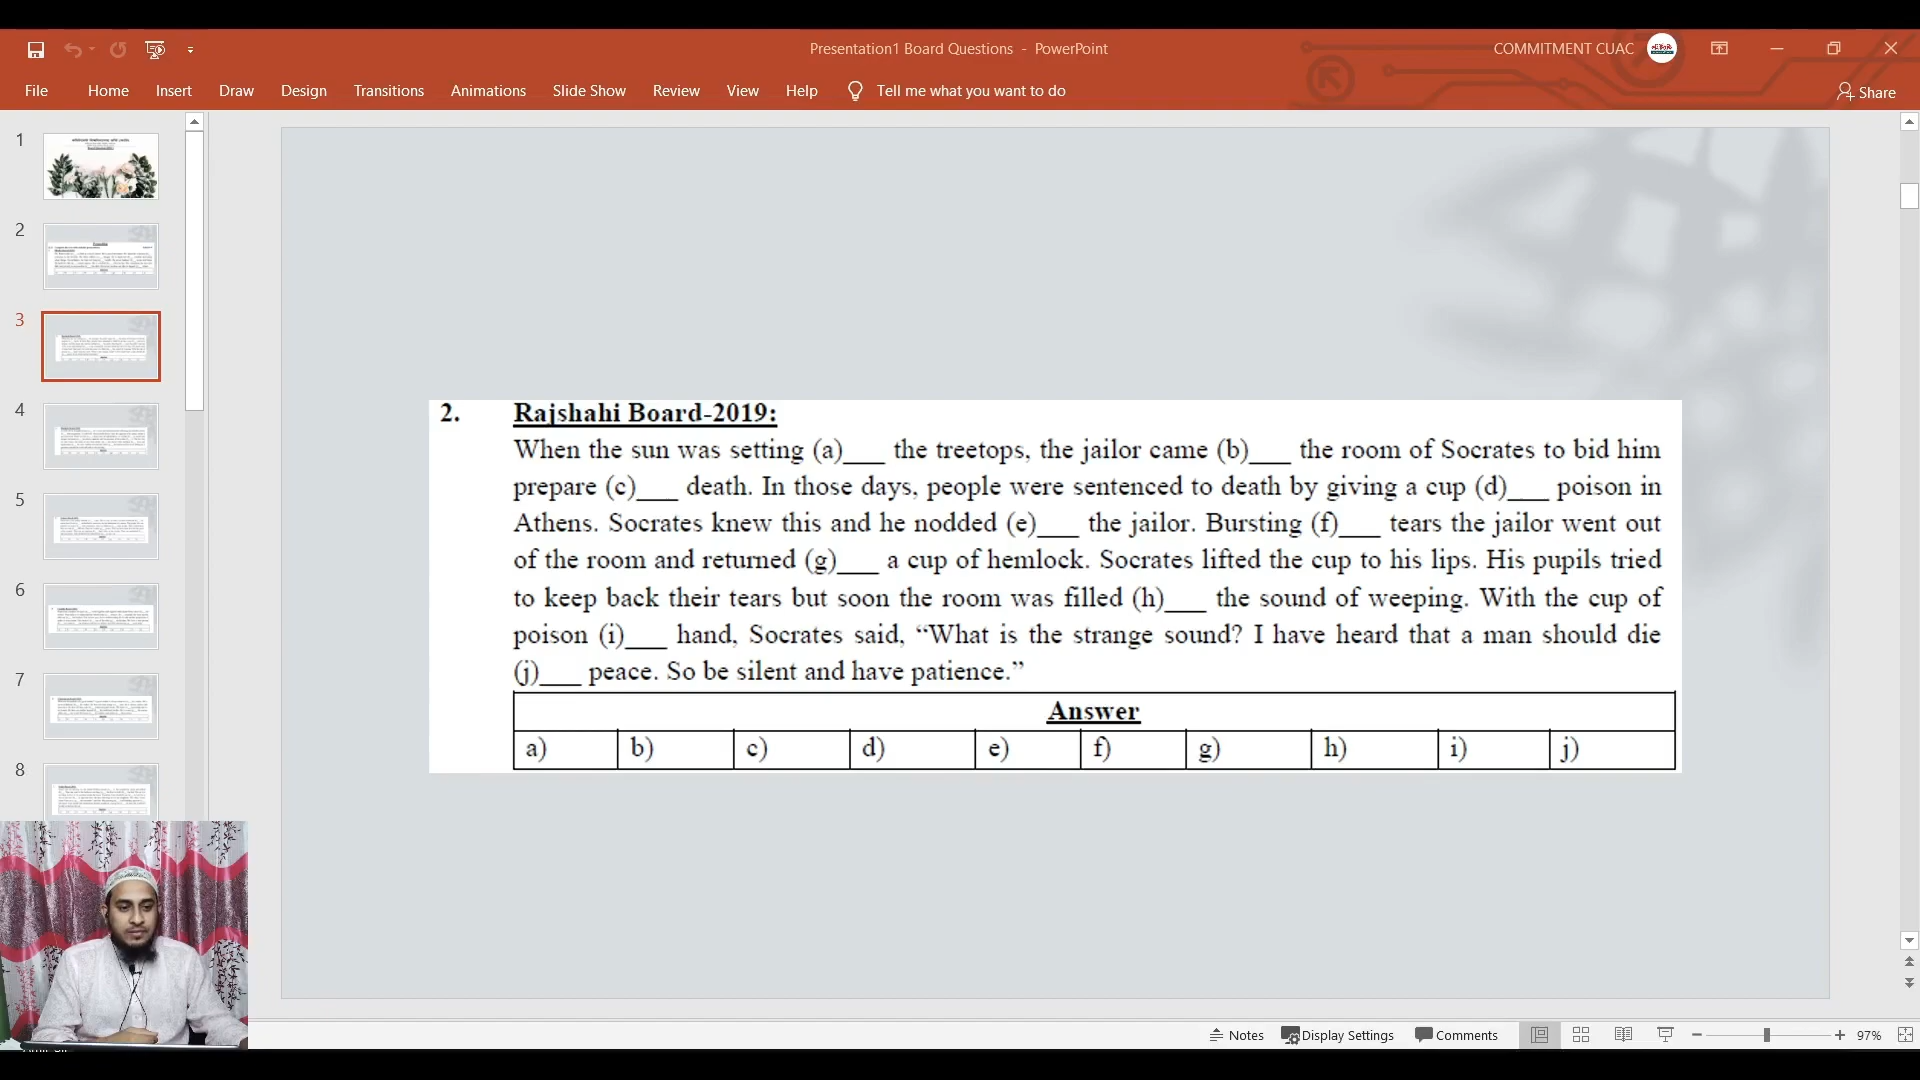 Presentation1 Board Questions - PowerPoint
COMMITMENT CUAC
File Home Insert Draw Design Transitions Animations Slide Show Review View Help Tell me what you want to do
Share
1
2
3
4
5
6
7
8
2. Rajshahi Board-2019:
When the sun was setting (a)___ the treetops, the jailor came (b)___ the room of Socrates to bid him
prepare (c)___ death. In those days, people were sentenced to death by giving a cup (d)___ poison in
Athens. Socrates knew this and he nodded (e)___ the jailor. Bursting (f)___ tears the jailor went out
of the room and returned (g)___ a cup of hemlock. Socrates lifted the cup to his lips. His pupils tried
to keep back their tears but soon the room was filled (h)___ the sound of weeping. With the cup of
poison (i)___ hand, Socrates said, “What is the strange sound? I have heard that a man should die
(j)___ peace. So be silent and have patience.”
Answer
a) b) c) d) e) f) g) h) i) j)
Notes Display Settings Comments 97%